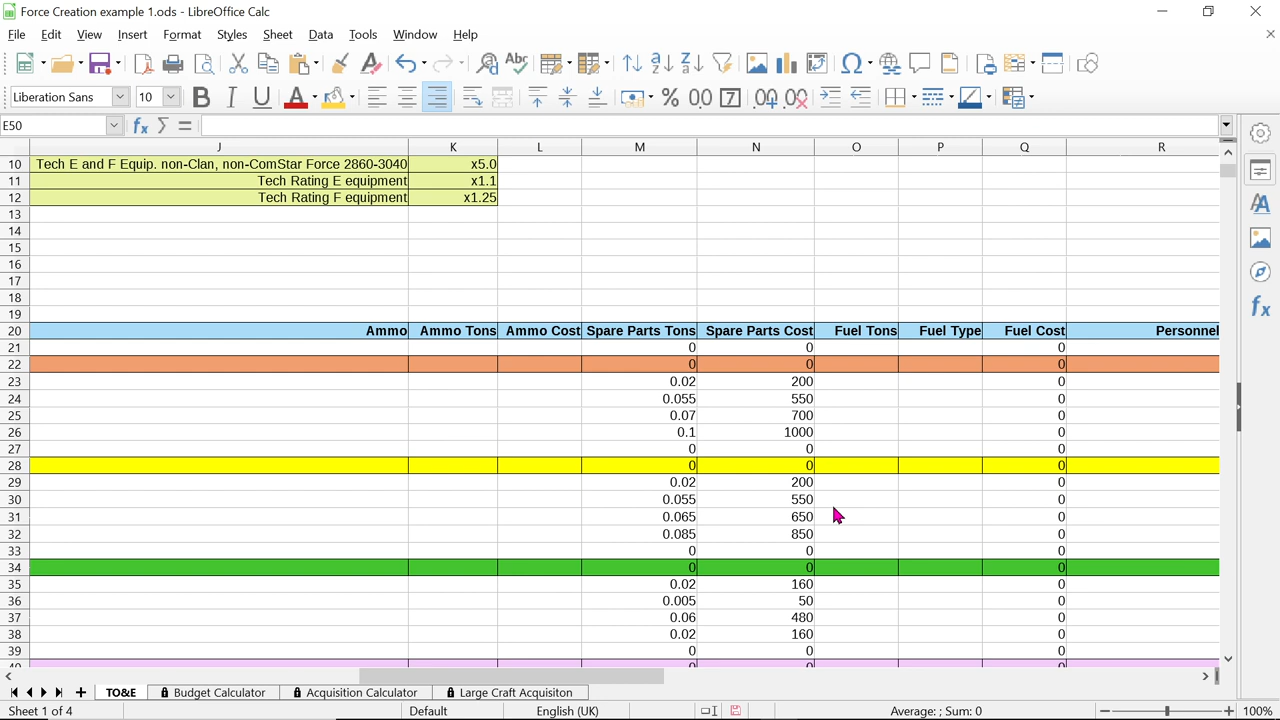 Force Creation example 1.ods - LibreOffice Calc
File Edit View Insert Format Styles Sheet Data Tools Window Help
Liberation Sans 10
E50
J K L M N O P Q R
10 Tech E and F Equip. non-Clan, non-ComStar Force 2860-3040 x5.0
11 Tech Rating E equipment x1.1
12 Tech Rating F equipment x1.25
13
14
15
16
17
18
19
20 Ammo Ammo Tons Ammo Cost Spare Parts Tons Spare Parts Cost Fuel Tons Fuel Type Fuel Cost Personnel
21 0 0 0
22 0 0 0
23 0.02 200 0
24 0.055 550 0
25 0.07 700 0
26 0.1 1000 0
27 0 0 0
28 0 0 0
29 0.02 200 0
30 0.055 550 0
31 0.065 650 0
32 0.085 850 0
33 0 0 0
34 0 0 0
35 0.02 160 0
36 0.005 50 0
37 0.06 480 0
38 0.02 160 0
39 0 0 0
40 0 0 0
TO&E Budget Calculator Acquisition Calculator Large Craft Acquisiton
Sheet 1 of 4 Default English (UK) Average: ; Sum: 0 100%